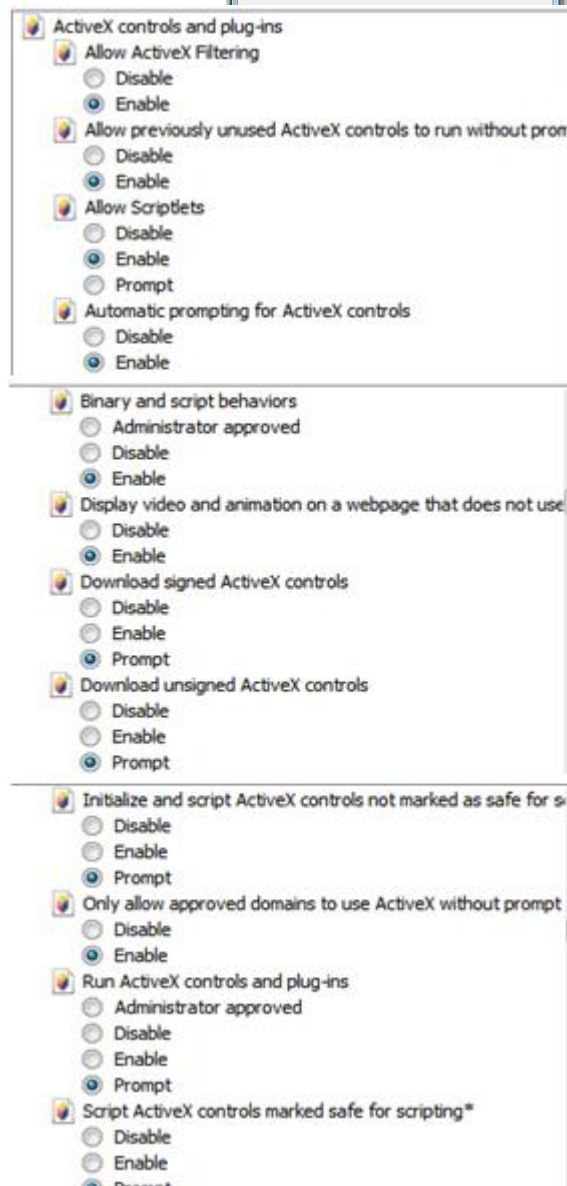 ActiveX controls and plug-ins
Allow ActiveX Filtering
Disable
Enable
Allow previously unused ActiveX controls to run without
Disable
Enable
Allow Scriptlets
Disable
Enable
Prompt
Automatic prompting for ActiveX controls
Disable
Enable
Binary and script behaviors
Administrator approved
Disable
Enable
Display video and animation on a webpage that does not use
Disable
Enable
Download signed ActiveX controls
Disable
Enable
Prompt
Download unsigned ActiveX controls
Disable
Enable
Prompt
Initialize and script ActiveX controls not marked as safe for
Disable
Enable
Prompt
Only allow approved domains to use ActiveX without prompt
Disable
Enable
Run ActiveX controls and plug-ins
Administrator approved
Disable
Enable
Prompt
Script ActiveX controls marked safe for scripting*
Disable
Enable